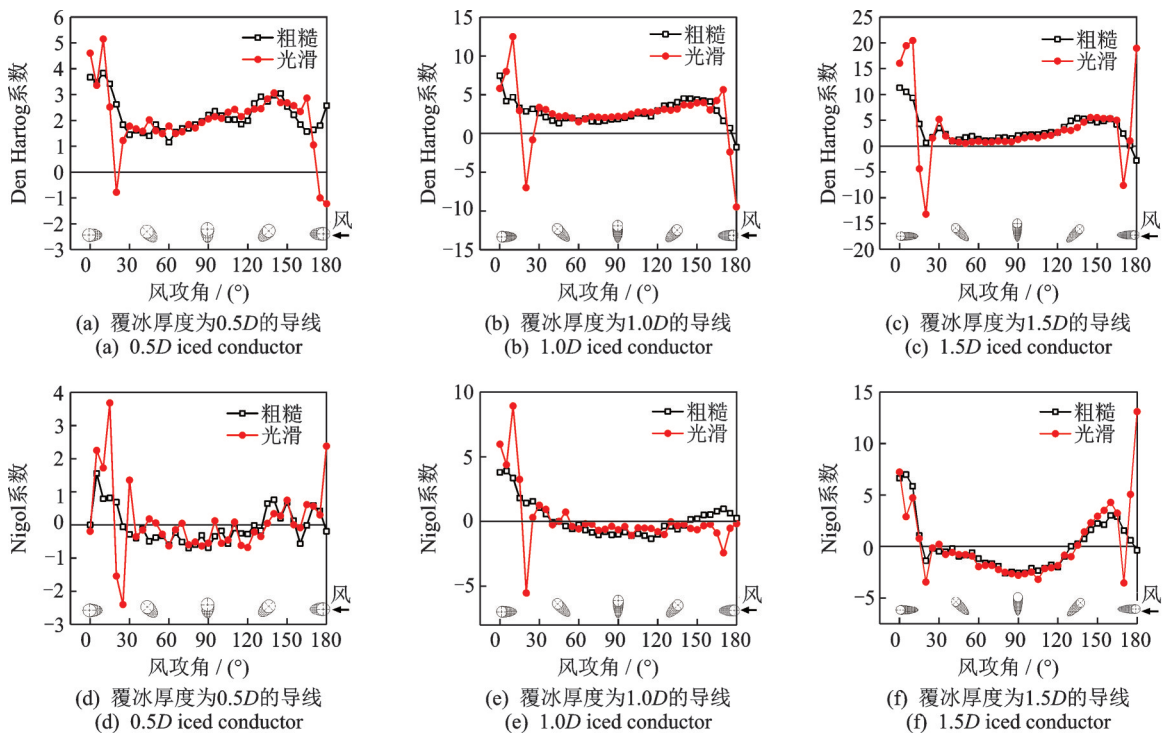 6
5
4
3
2
1
0
−1
−2
−3
Den Hartog系数
粗糙
光滑
风
0 30 60 90 120 150 180
风攻角 / (°)
(a) 覆冰厚度为0.5D的导线
(a) 0.5D iced conductor
15
10
5
0
−5
−10
−15
Den Hartog系数
粗糙
光滑
风
0 30 60 90 120 150 180
风攻角 / (°)
(b) 覆冰厚度为1.0D的导线
(b) 1.0D iced conductor
25
20
15
10
5
0
−5
−10
−15
−20
Den Hartog系数
粗糙
光滑
风
0 30 60 90 120 150 180
风攻角 / (°)
(c) 覆冰厚度为1.5D的导线
(c) 1.5D iced conductor
4
3
2
1
0
−1
−2
−3
Nigol系数
粗糙
光滑
风
0 30 60 90 120 150 180
风攻角 / (°)
(d) 覆冰厚度为0.5D的导线
(d) 0.5D iced conductor
10
5
0
−5
Nigol系数
粗糙
光滑
风
0 30 60 90 120 150 180
风攻角 / (°)
(e) 覆冰厚度为1.0D的导线
(e) 1.0D iced conductor
15
10
5
0
−5
Nigol系数
粗糙
光滑
风
0 30 60 90 120 150 180
风攻角 / (°)
(f) 覆冰厚度为1.5D的导线
(f) 1.5D iced conductor